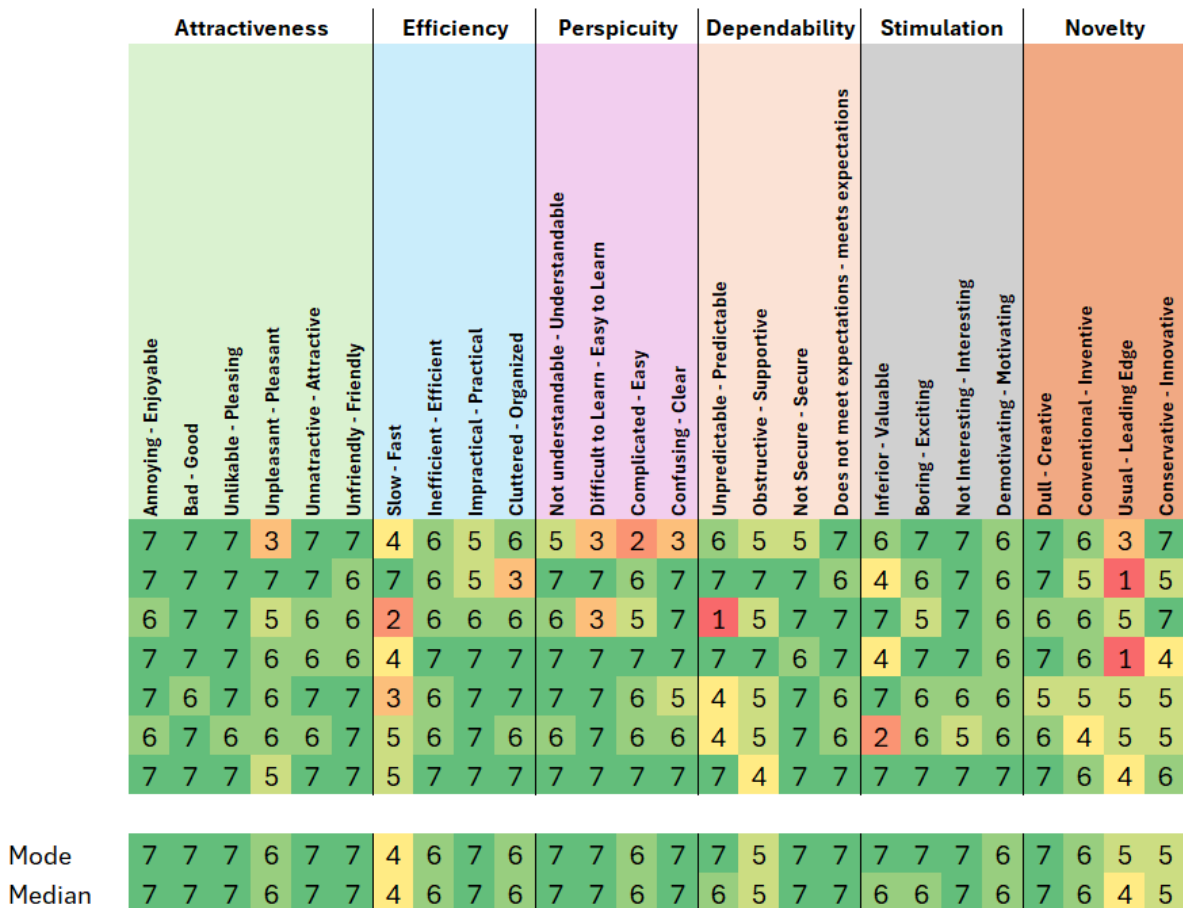 Attractiveness Efficiency Perspicuity Dependability Stimulation Novelty
Annoying - Enjoyable
Bad - Good
Unlikable - Pleasing
Unpleasant - Pleasant
Unnatractive - Attractive
Unfriendly - Friendly
Slow - Fast
Inefficient - Efficient
Impractical - Practical
Cluttered - Organized
Not understandable - Understandable
Difficult to Learn - Easy to Learn
Complicated - Easy
Confusing - Clear
Unpredictable - Predictable
Obstructive - Supportive
Not Secure - Secure
Does not meet expectations - meets expectations
Inferior - Valuable
Boring - Exciting
Not Interesting - Interesting
Demotivating - Motivating
Dull - Creative
Conventional - Inventive
Usual - Leading Edge
Conservative - Innovative
7 7 7 3 7 7 4 6 5 6 5 3 2 3 6 5 5 7 6 7 7 6 7 6 3 7
7 7 7 7 7 6 7 6 5 3 7 7 6 7 7 7 7 6 4 6 7 6 7 5 1 5
6 7 7 5 6 6 2 6 6 6 6 3 5 7 1 5 7 7 7 5 7 6 6 6 5 7
7 7 7 6 6 6 4 7 7 7 7 7 7 7 7 7 6 7 4 7 7 6 7 6 1 4
7 6 7 6 7 7 3 6 7 7 7 7 6 5 4 5 7 6 7 6 6 6 5 5 5 5
6 7 6 6 6 7 5 6 7 6 6 7 6 6 4 5 7 6 2 6 5 6 6 4 5 5
7 7 7 5 7 7 5 7 7 7 7 7 7 7 7 4 7 7 7 7 7 7 7 6 4 6
Mode 7 7 7 6 7 7 4 6 7 6 7 7 6 7 7 5 7 7 7 7 7 6 7 6 5 5
Median 7 7 7 6 7 7 4 6 7 6 7 7 6 7 6 5 7 7 6 6 7 6 7 6 4 5